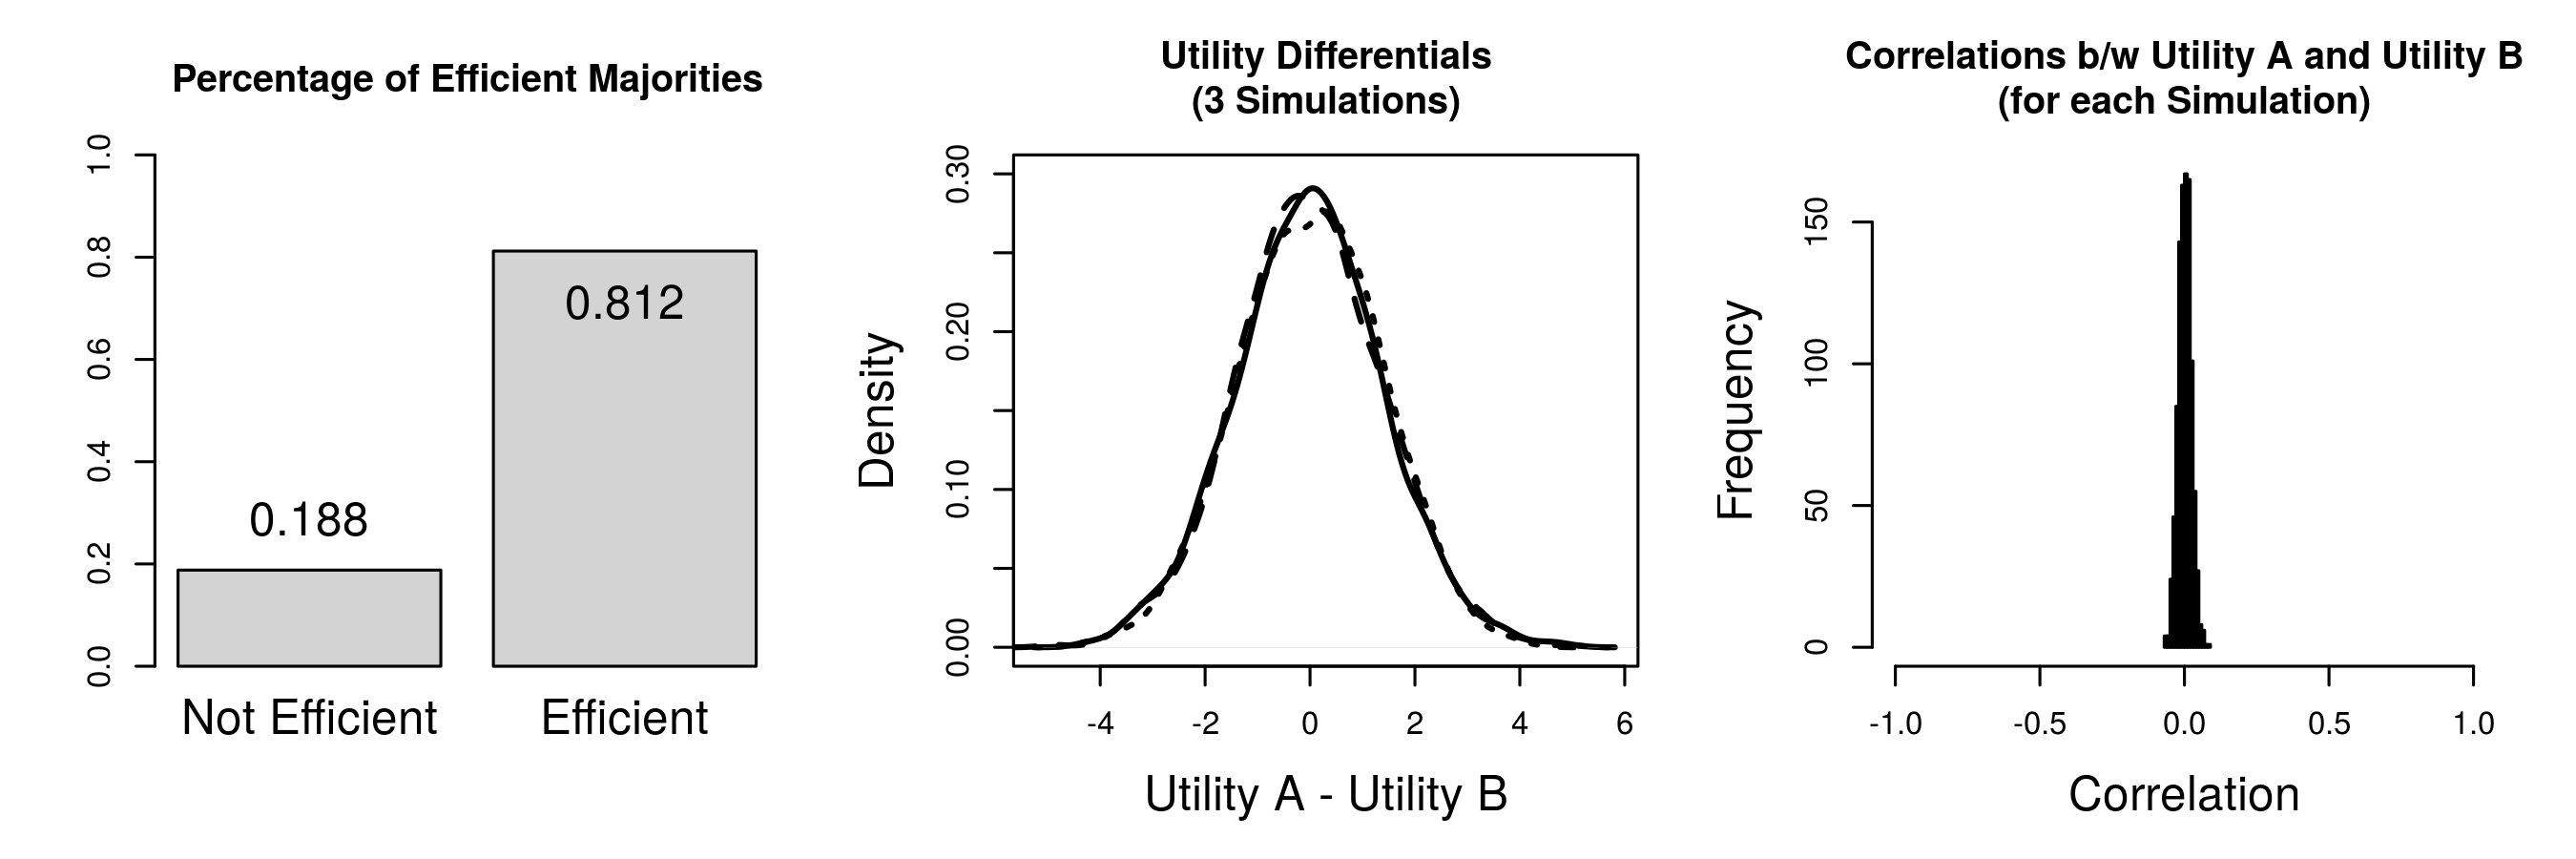 Percentage of Efficient Majorities
1.0
0.8
0.6
0.4
0.2
0.0
0.188
0.812
Not Efficient
Efficient
Utility Differentials
(3 Simulations)
Density
0.30
0.20
0.10
0.00
-4
-2
0
2
4
6
Utility A - Utility B
Correlations b/w Utility A and Utility B
(for each Simulation)
Frequency
150
100
50
0
-1.0
-0.5
0.0
0.5
1.0
Correlation